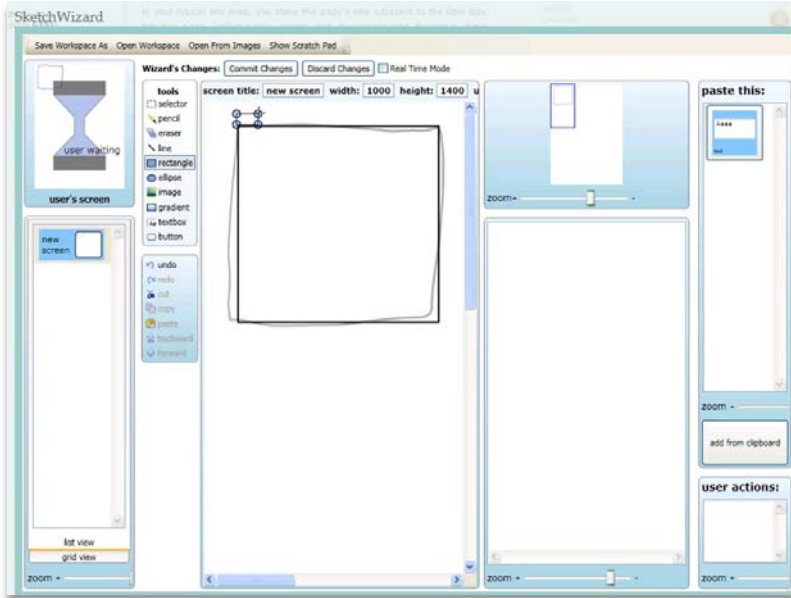 SketchWizard
Save Workspace As Open Workspace Open From Images Show Scratch Pad
Wizard's Changes: Commit Changes Discard Changes Real Time Mode
user waiting
user's screen
tools
selector
pencil
eraser
line
rectangle
ellipse
image
gradient
textbox
button
undo
redo
cut
copy
paste
backward
forward
screen title: new screen width: 1000 height: 1400 u
zoom-
-
paste this:
new
screen
list view
grid view
zoom -
zoom -
-
zoom -
add from clipboard
user actions:
zoom -